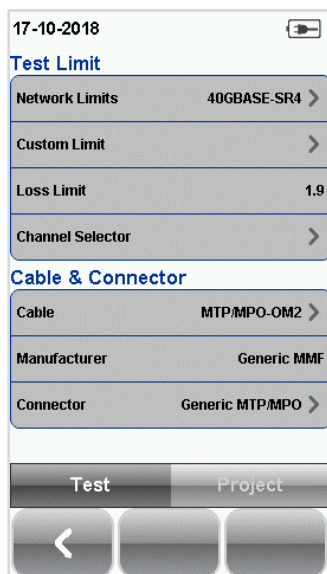 17-10-2018
Test Limit
Network Limits 40GBASE-SR4
Custom Limit
Loss Limit 1.9
Channel Selector
Cable & Connector
Cable MTP/MPO-OM2
Manufacturer Generic MMF
Connector Generic MTP/MPO
Test Project